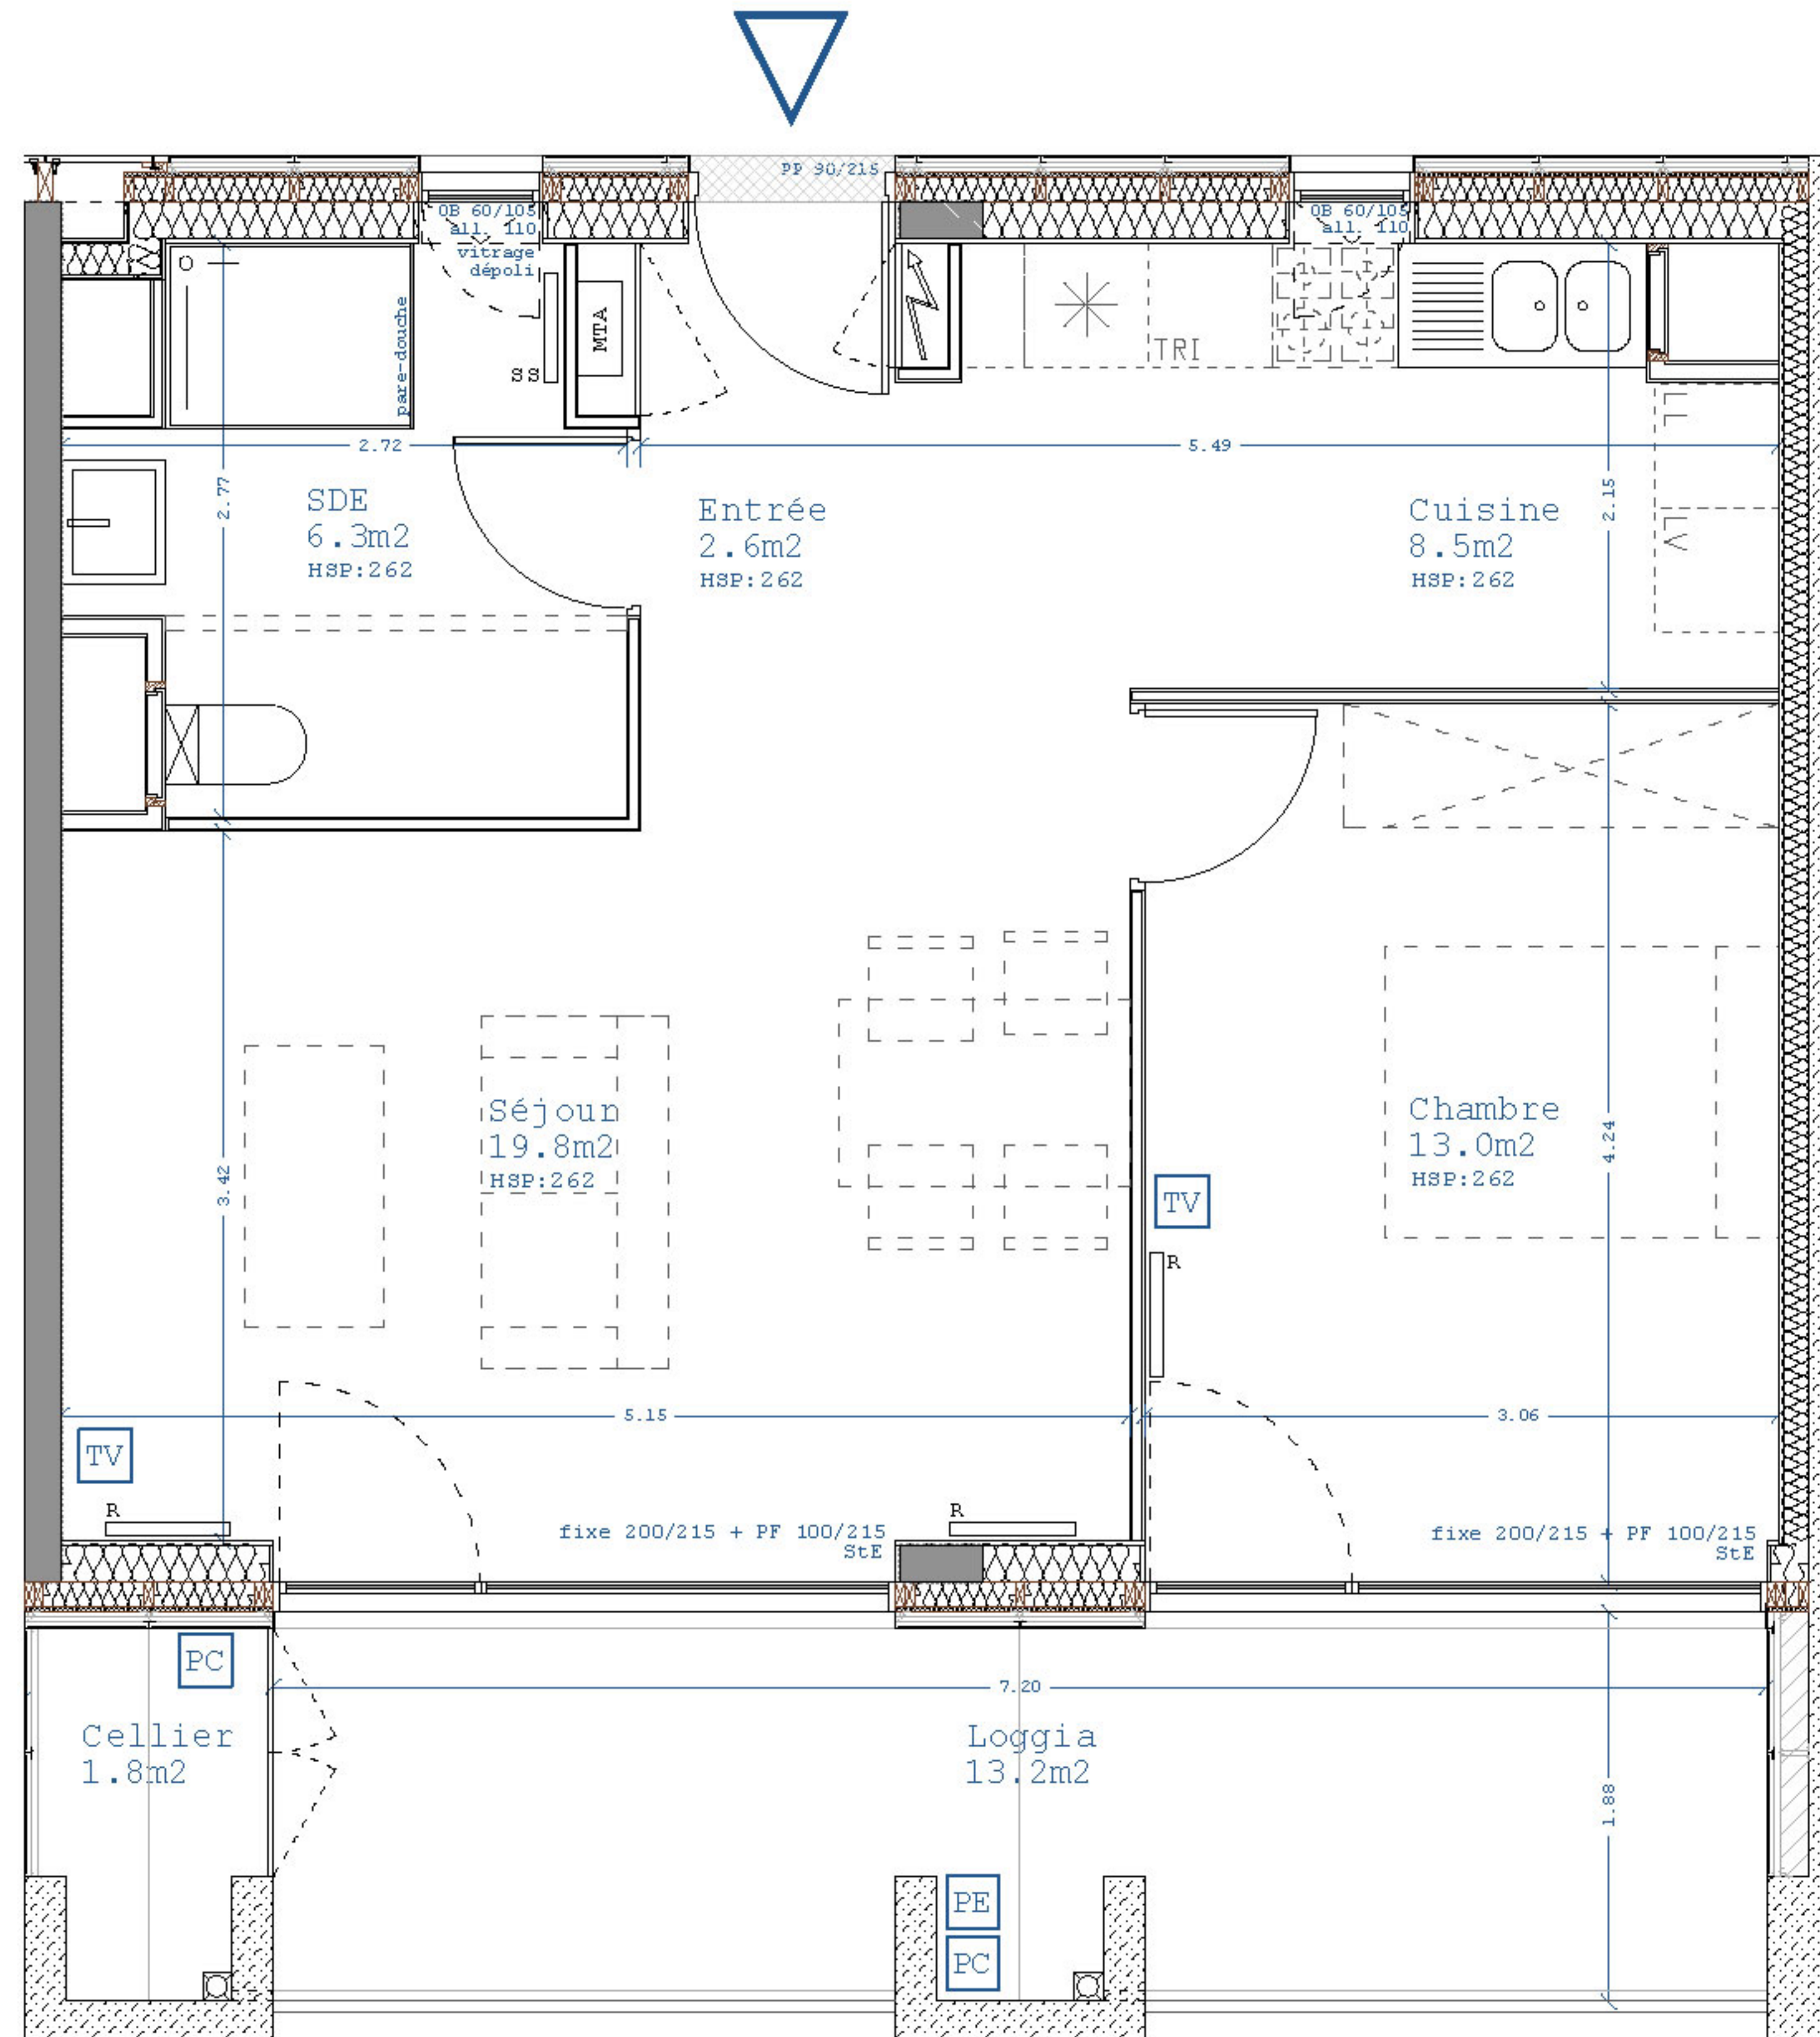 PP 90/215
OB 60/105
all. 110
vitrage
dépoli
OB 60/105
all. 110
pare-douche
SS
MTA
TRI
LL
LV
2.72
5.49
2.77
2.15
SDE
6.3m2
HSP:262
Entrée
2.6m2
HSP:262
Cuisine
8.5m2
HSP:262
Séjour
19.8m2
HSP:262
Chambre
13.0m2
HSP:262
3.42
4.24
TV
R
5.15
3.06
TV
R
R
fixe 200/215 + PF 100/215
StE
fixe 200/215 + PF 100/215
StE
PC
7.20
Cellier
1.8m2
Loggia
13.2m2
1.88
PE
PC